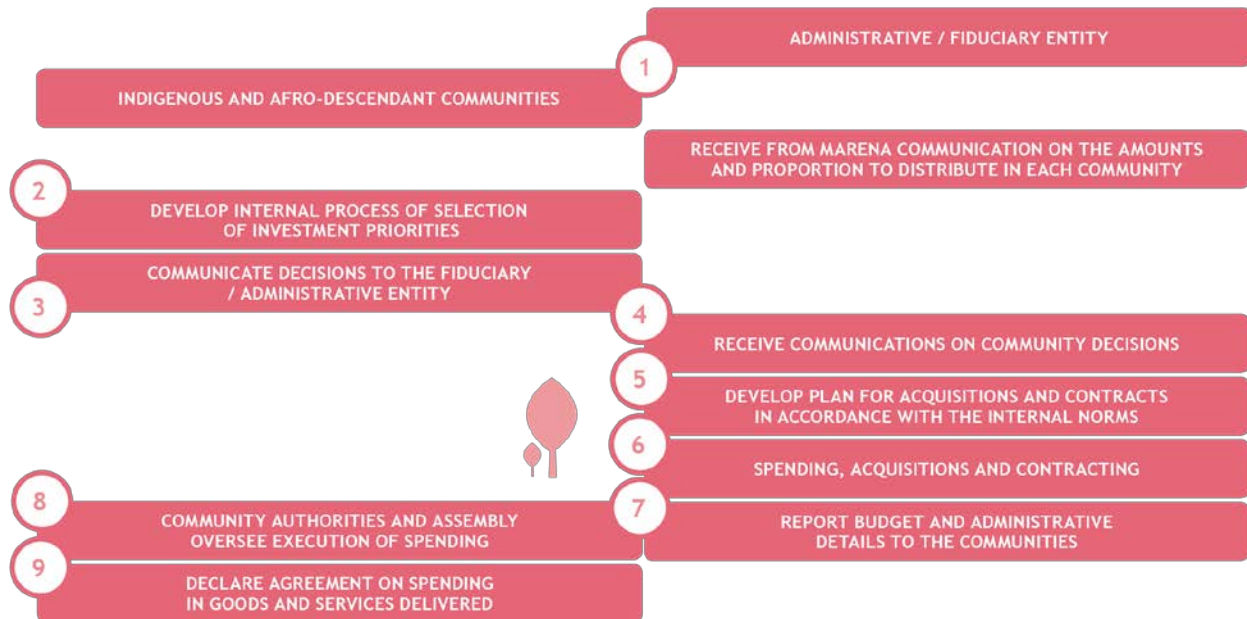 ADMINISTRATIVE / FIDUCIARY ENTITY
1
INDIGENOUS AND AFRO-DESCENDANT COMMUNITIES
RECEIVE FROM MARENA COMMUNICATION ON THE AMOUNTS
AND PROPORTION TO DISTRIBUTE IN EACH COMMUNITY
2
DEVELOP INTERNAL PROCESS OF SELECTION
OF INVESTMENT PRIORITIES
COMMUNICATE DECISIONS TO THE FIDUCIARY
/ ADMINISTRATIVE ENTITY
3
4
RECEIVE COMMUNICATIONS ON COMMUNITY DECISIONS
5
DEVELOP PLAN FOR ACQUISITIONS AND CONTRACTS
IN ACCORDANCE WITH THE INTERNAL NORMS
6
SPENDING, ACQUISITIONS AND CONTRACTING
7
REPORT BUDGET AND ADMINISTRATIVE
DETAILS TO THE COMMUNITIES
8
COMMUNITY AUTHORITIES AND ASSEMBLY
OVERSEE EXECUTION OF SPENDING
9
DECLARE AGREEMENT ON SPENDING
IN GOODS AND SERVICES DELIVERED